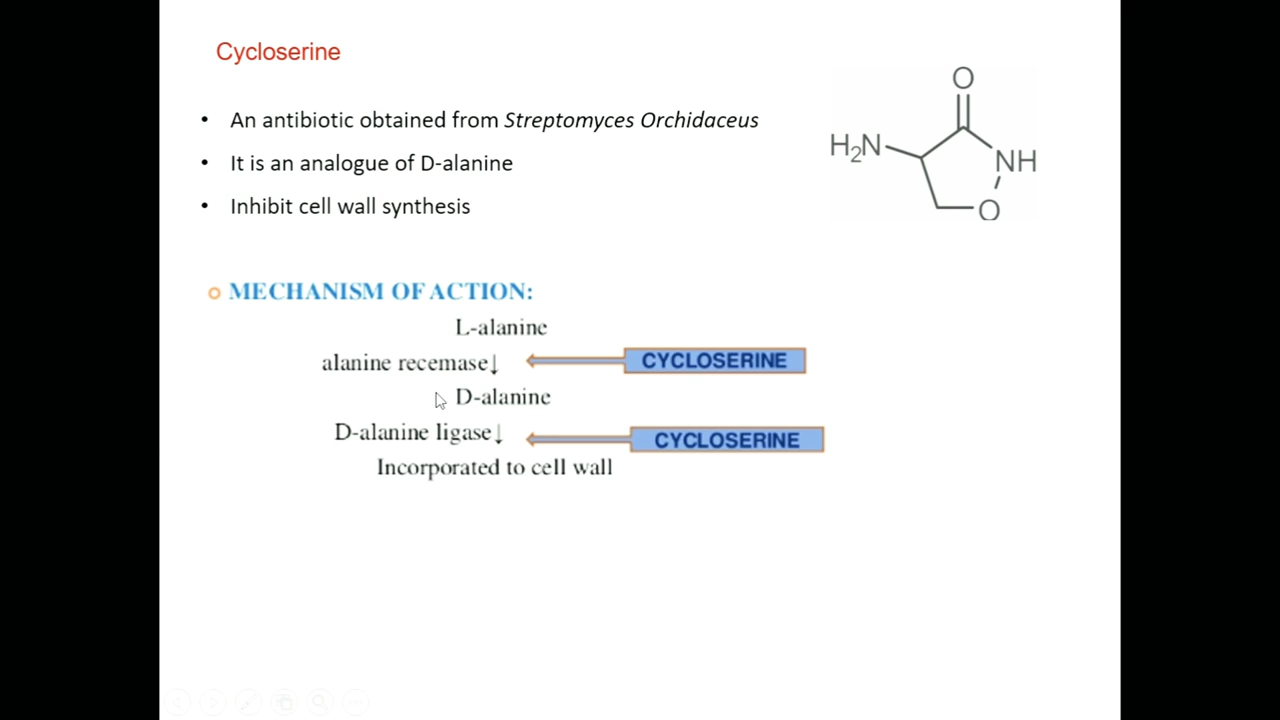 Cycloserine
• An antibiotic obtained from Streptomyces Orchidaceus
• It is an analogue of D-alanine
• Inhibit cell wall synthesis
O
H₂N
NH
O
MECHANISM OF ACTION:
L-alanine
alanine recemase↓ CYCLOSERINE
D-alanine
D-alanine ligase↓ CYCLOSERINE
Incorporated to cell wall